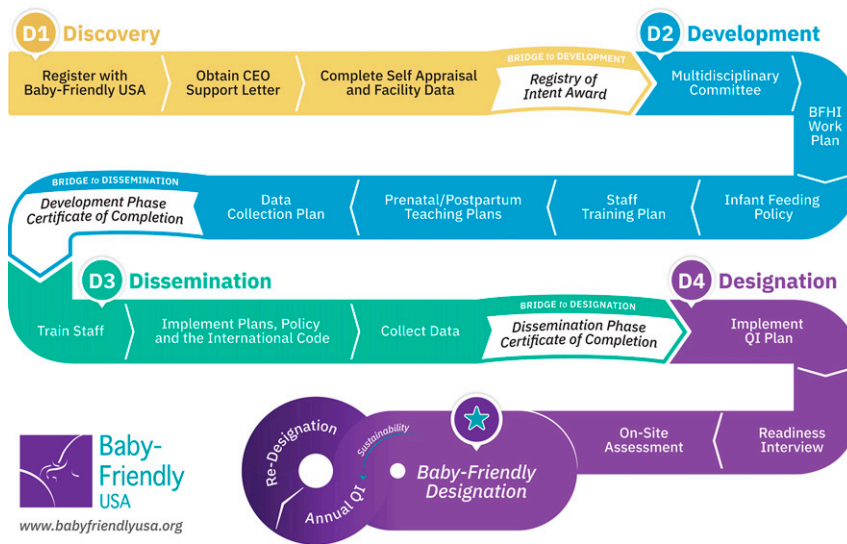 D1 Discovery
Register with
Baby-Friendly USA
Obtain CEO
Support Letter
Complete Self Appraisal
and Facility Data
BRIDGE to DEVELOPMENT
Registry of
Intent Award
D2 Development
Multidisciplinary
Committee
BFHI
Work
Plan
Infant Feeding
Policy
Staff
Training Plan
Prenatal/Postpartum
Teaching Plans
Data
Collection Plan
BRIDGE to DISSEMINATION
Development Phase
Certificate of Completion
D3 Dissemination
Train Staff
Implement Plans, Policy
and the International Code
Collect Data
BRIDGE to DESIGNATION
Dissemination Phase
Certificate of Completion
D4 Designation
Implement
QI Plan
Readiness
Interview
On-Site
Assessment
Baby-Friendly
Designation
Sustainability
Annual QI
Re-Designation
Baby-
Friendly
USA
www.babyfriendlyusa.org